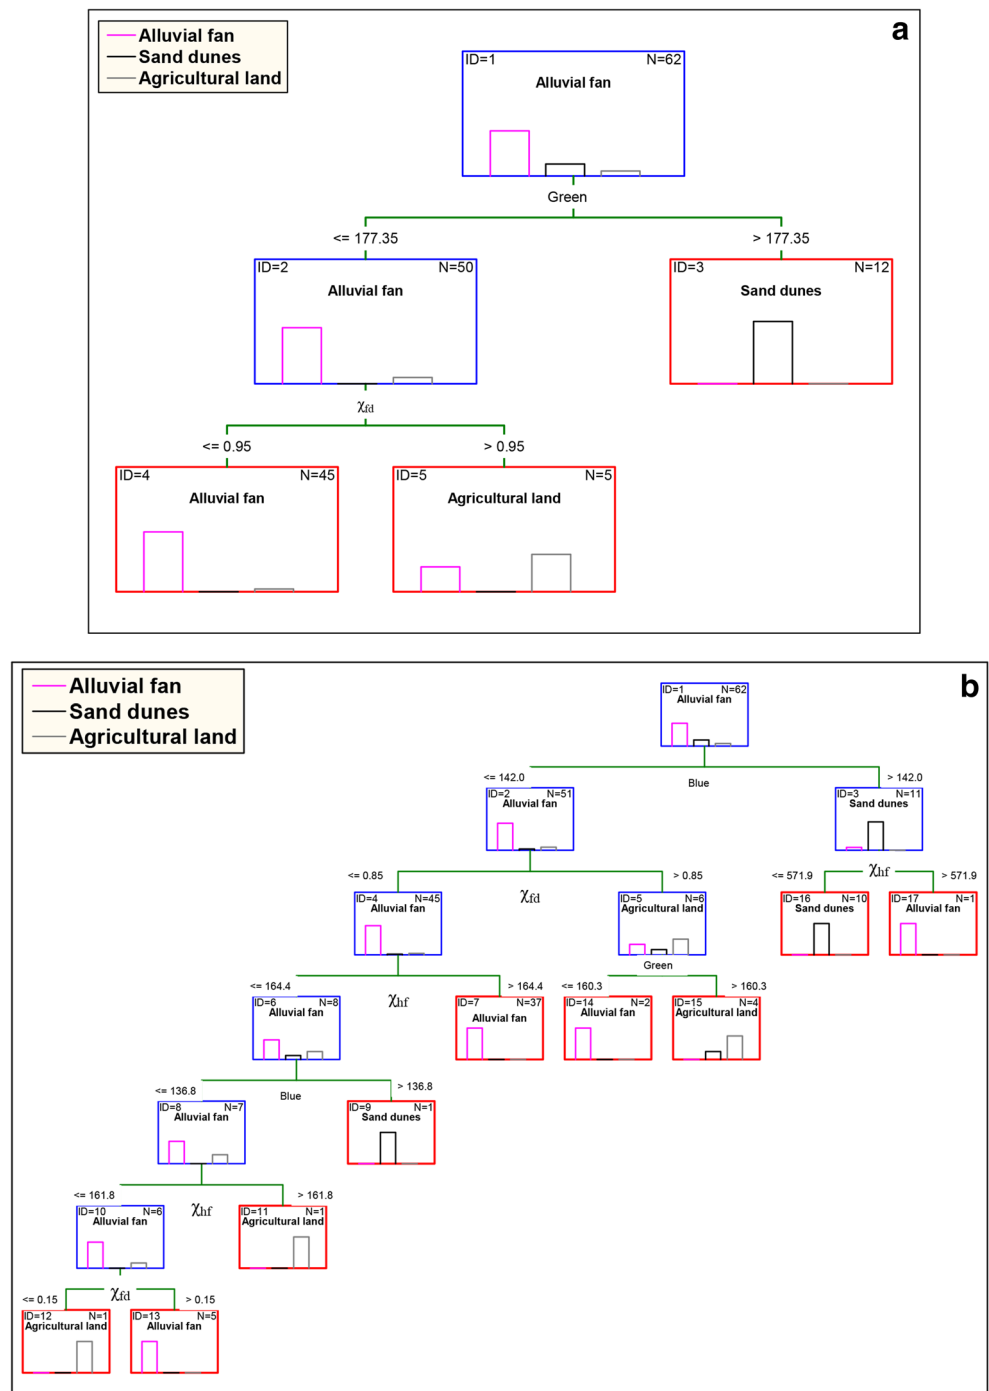 a
Alluvial fan
Sand dunes
Agricultural land
ID=1 N=62
Alluvial fan
Green
<= 177.35 > 177.35
ID=2 N=50 ID=3 N=12
Alluvial fan Sand dunes
χfd
<= 0.95 > 0.95
ID=4 N=45 ID=5 N=5
Alluvial fan Agricultural land
b
Alluvial fan
Sand dunes
Agricultural land
ID=1 N=62
Alluvial fan
Blue
<= 142.0 > 142.0
ID=2 N=51 ID=3 N=11
Alluvial fan Sand dunes
<= 0.85 χfd > 0.85 <= 571.9 χhf > 571.9
ID=4 N=45 ID=5 N=6 ID=16 N=10 ID=17 N=1
Alluvial fan Agricultural land Sand dunes Alluvial fan
Green
<= 164.4 χhf > 164.4 <= 160.3 > 160.3
ID=6 N=8 ID=7 N=37 ID=14 N=2 ID=15 N=4
Alluvial fan Alluvial fan Alluvial fan Agricultural land
<= 136.8 Blue > 136.8
ID=8 N=7 ID=9 N=1
Alluvial fan Sand dunes
<= 161.8 χhf > 161.8
ID=10 N=6 ID=11 N=1
Alluvial fan Agricultural land
<= 0.15 χfd > 0.15
ID=12 N=1 ID=13 N=5
Agricultural land Alluvial fan